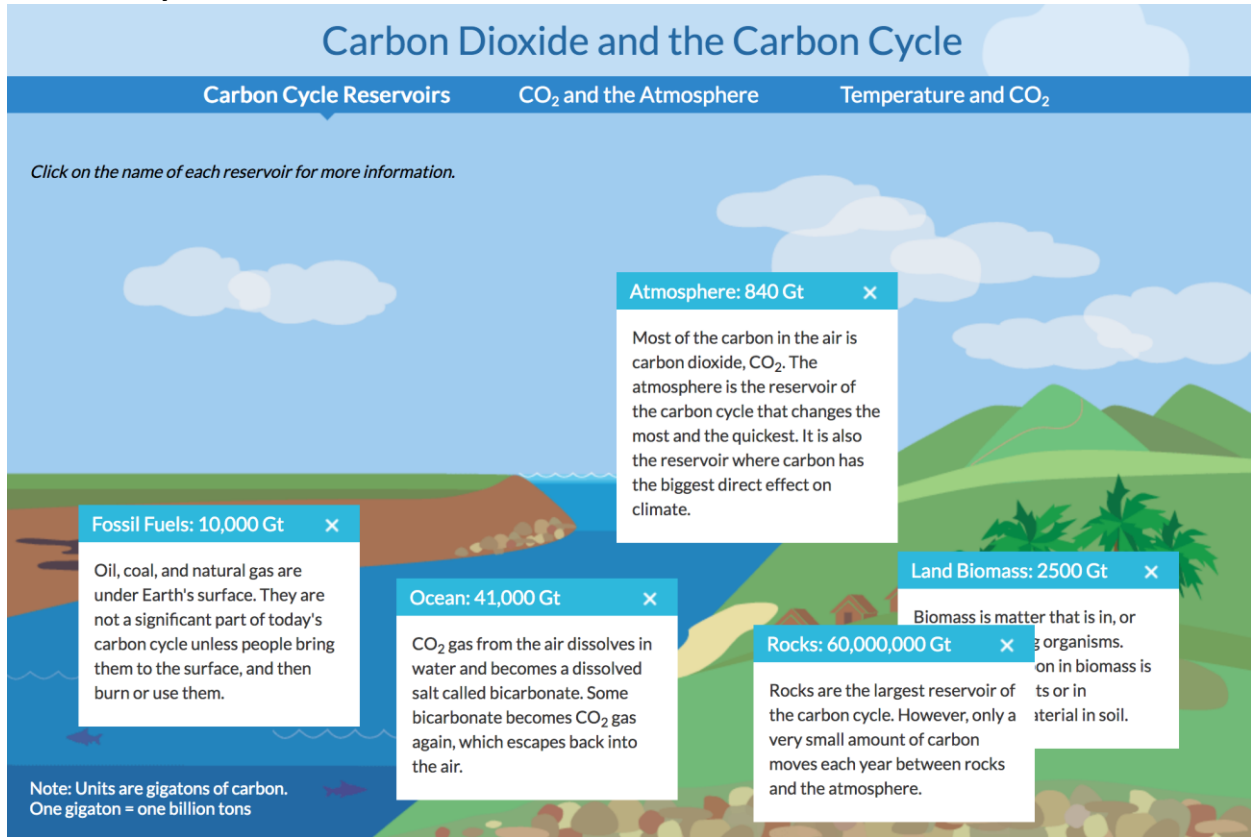 Carbon Dioxide and the Carbon Cycle
Carbon Cycle Reservoirs CO₂ and the Atmosphere Temperature and CO₂
Click on the name of each reservoir for more information.
Atmosphere: 840 Gt ×
Most of the carbon in the air is
carbon dioxide, CO₂. The
atmosphere is the reservoir of
the carbon cycle that changes the
most and the quickest. It is also
the reservoir where carbon has
the biggest direct effect on
climate.
Fossil Fuels: 10,000 Gt ×
Oil, coal, and natural gas are
under Earth's surface. They are
not a significant part of today's
carbon cycle unless people bring
them to the surface, and then
burn or use them.
Ocean: 41,000 Gt ×
CO₂ gas from the air dissolves in
water and becomes a dissolved
salt called bicarbonate. Some
bicarbonate becomes CO₂ gas
again, which escapes back into
the air.
Land Biomass: 2500 Gt ×
Biomass is matter that is in, or
organisms.
in biomass is
or in
in soil.
Rocks: 60,000,000 Gt ×
Rocks are the largest reservoir of
the carbon cycle. However, only a
very small amount of carbon
moves each year between rocks
and the atmosphere.
Note: Units are gigatons of carbon.
One gigaton = one billion tons